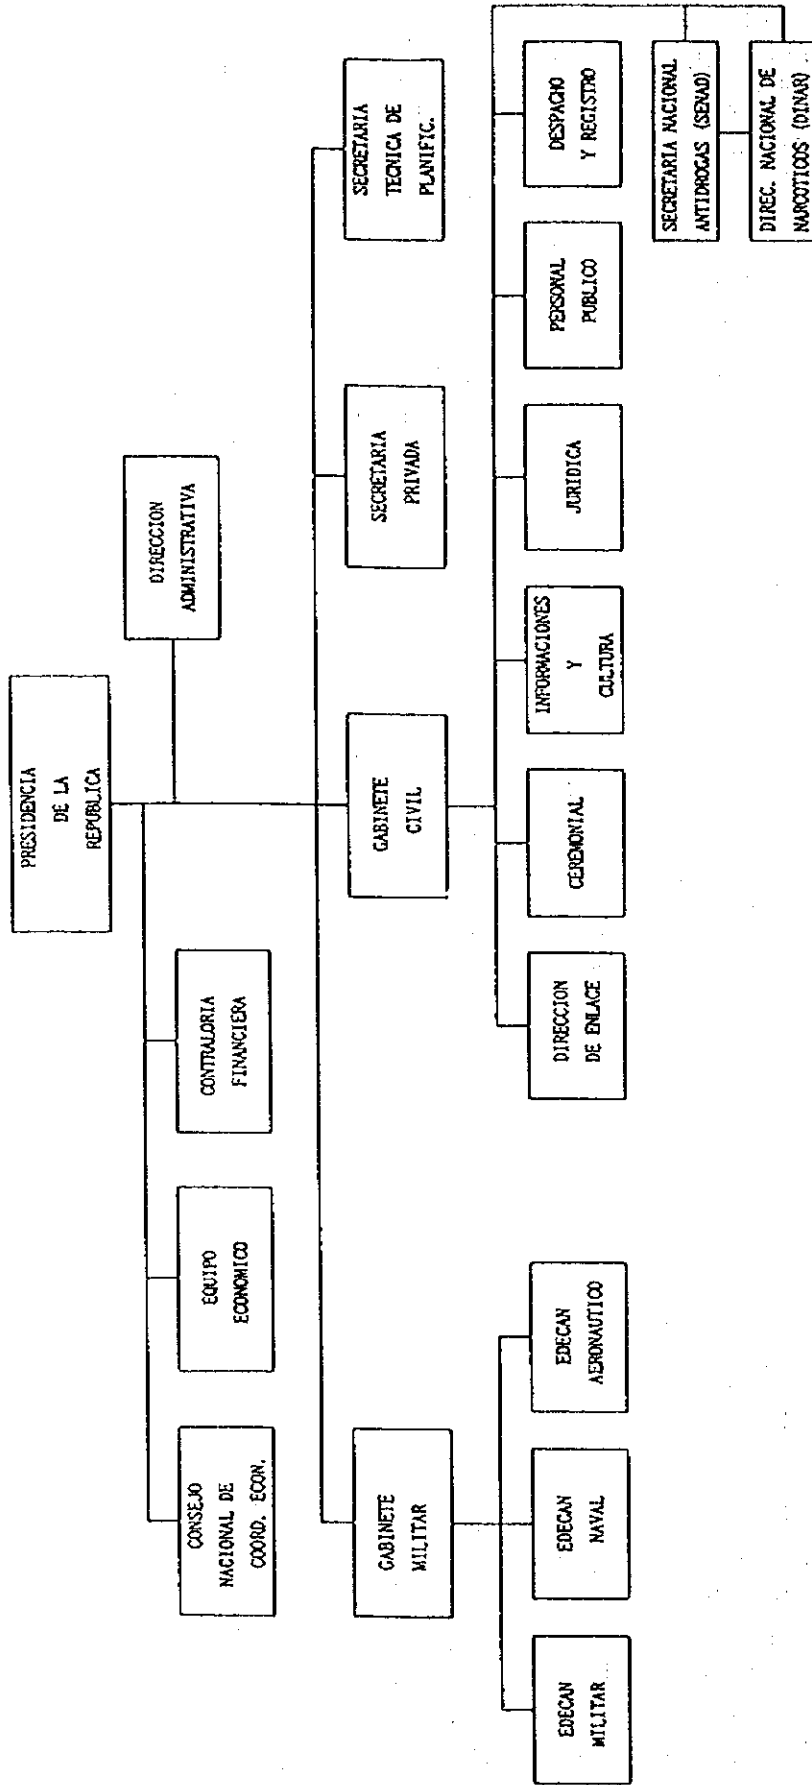 PRESIDENCIA
DE LA
REPUBLICA
DIRECCION
ADMINISTRATIVA
CONSEJO
NACIONAL DE
COORD. ECON.
EQUIPO
ECONOMICO
CONTRALORIA
FINANCIERA
GABINETE
MILITAR
GABINETE
CIVIL
SECRETARIA
PRIVADA
SECRETARIA
TECNICA DE
PLANIFIC.
EDECAN
MILITAR
EDECAN
NAVAL
EDECAN
AERONAUTICO
DIRECCION
DE ENLACE
CEREMONIAL
INFORMACIONES
Y
CULTURA
JURIDICA
PERSONAL
PUBLICO
DESPACHO
Y REGISTRO
SECRETARIA NACIONAL
ANTIDROGAS (SENAD)
DIREC. NACIONAL DE
NARCOTICOS (DINAR)